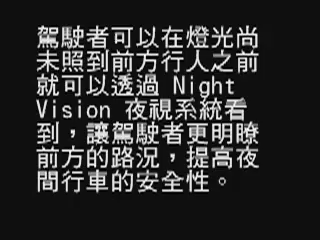 駕駛者可以在燈光尚
未照到前方行人之前
就可以透過 Night
Vision 夜視系統看
到，讓駕駛者更明瞭
前方的路況，提高夜
間行車的安全性。